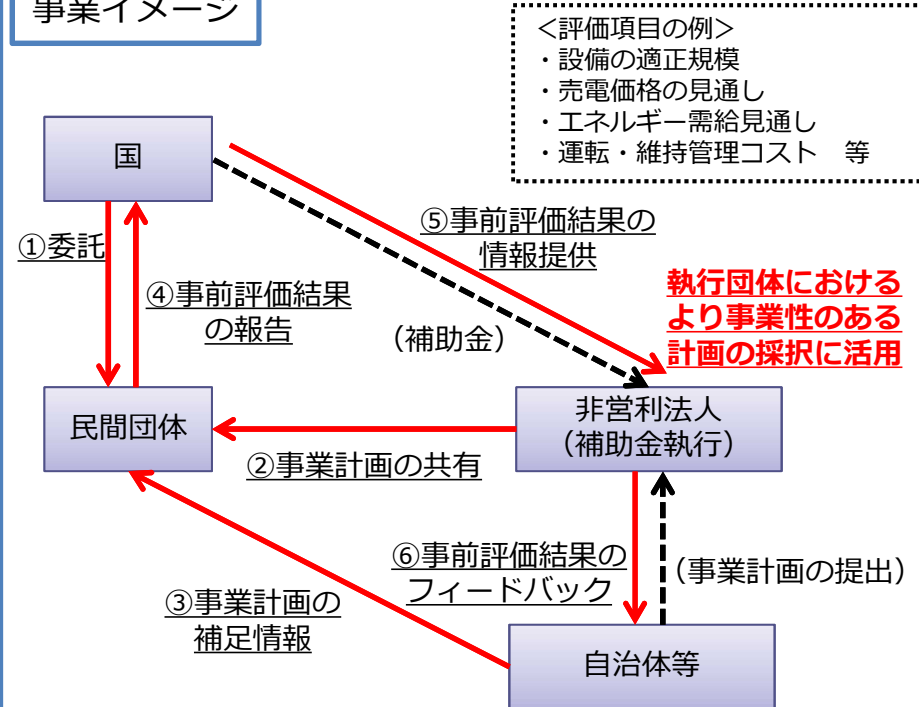 事業イメージ
＜評価項目の例＞
・設備の適正規模
・売電価格の見通し
・エネルギー需給見通し
・運転・維持管理コスト　等
国
①委託
④事前評価結果
の報告
⑤事前評価結果の
情報提供
（補助金）
執行団体における
より事業性のある
計画の採択に活用
民間団体
非営利法人
（補助金執行）
②事業計画の共有
⑥事前評価結果の
フィードバック
（事業計画の提出）
③事業計画の
補足情報
自治体等